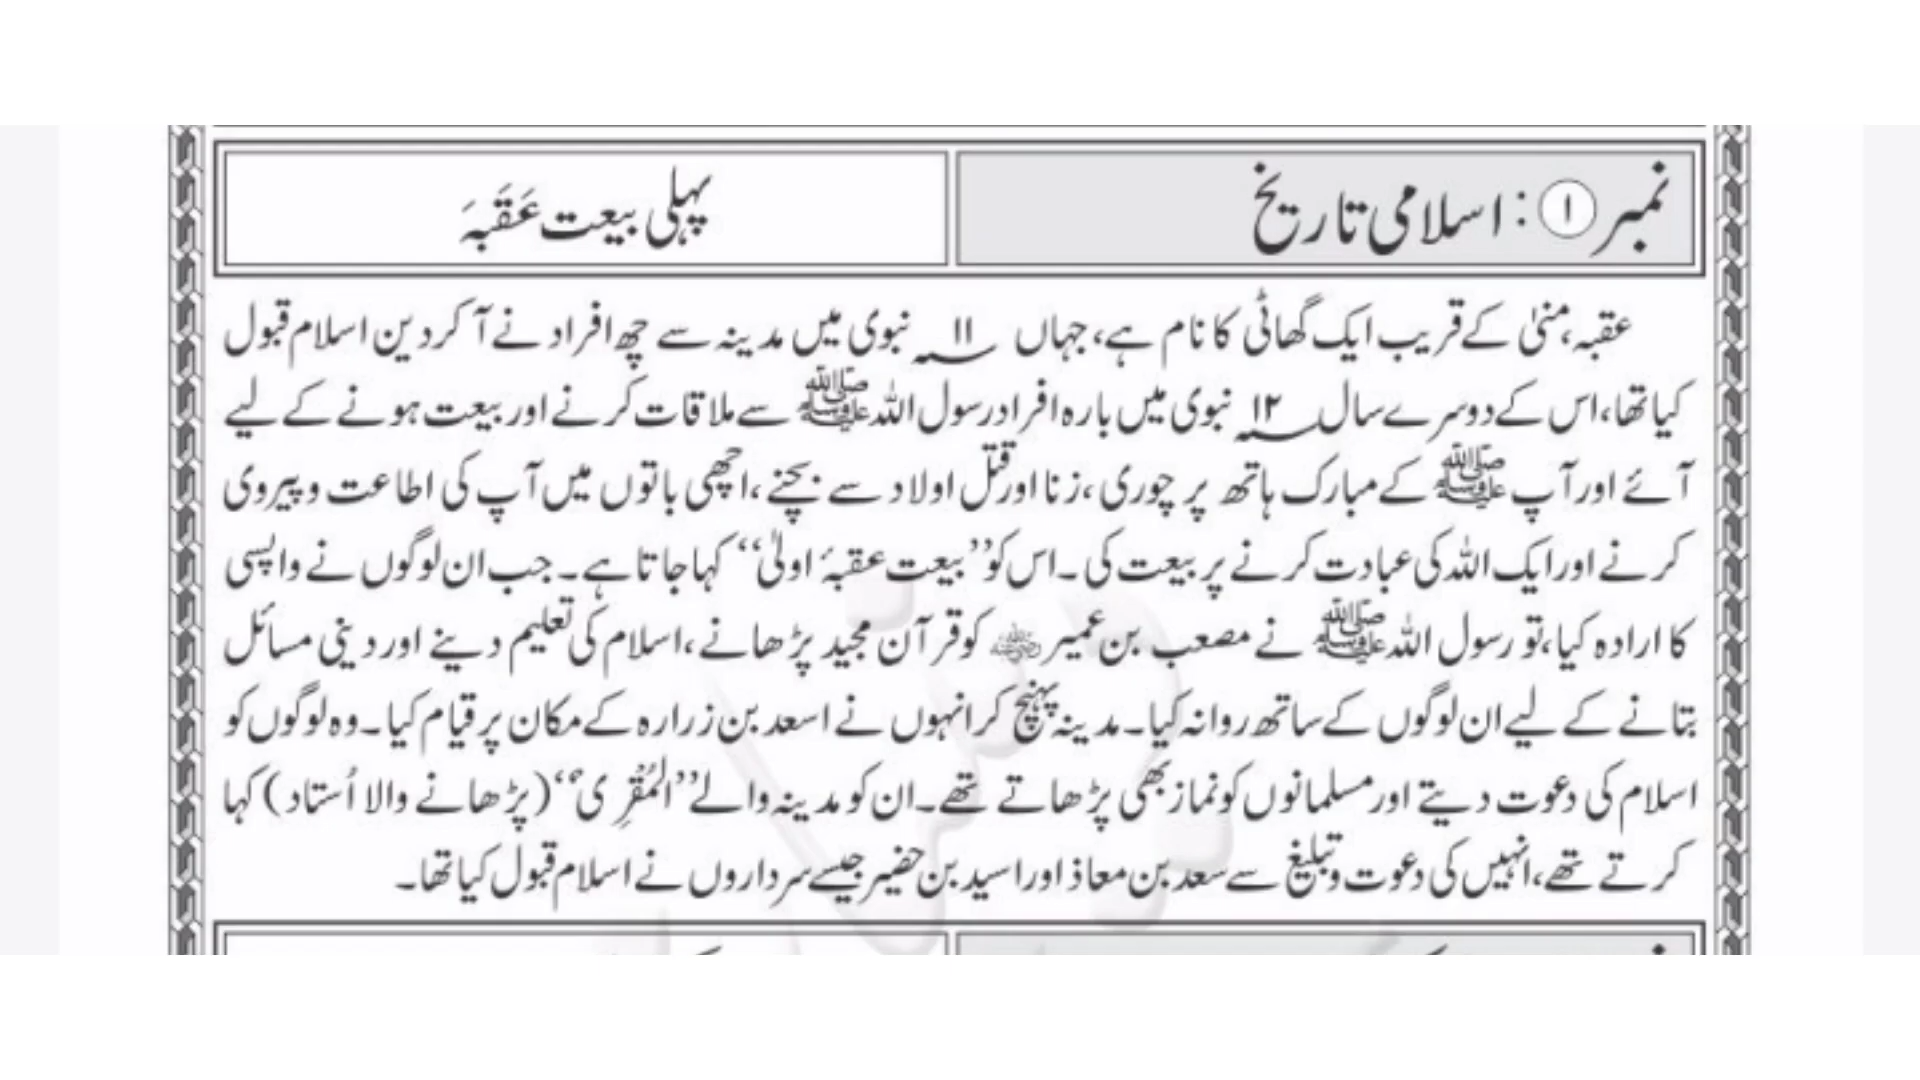 نمبر ۱ : اسلامی تاریخ
پہلی بیعت عَقَبَہ
عقبہ، منیٰ کے قریب ایک گھاٹی کا نام ہے، جہاں ۱۱؁ نبوی میں مدینہ سے چھ افراد نے آکر دین اسلام قبول
کیا تھا، اس کے دوسرے سال ۱۲؁ نبوی میں بارہ افراد رسول اللہ ﷺ سے ملاقات کرنے اور بیعت ہونے کے لیے
آئے اور آپ ﷺ کے مبارک ہاتھ پر چوری، زنا اور قتل اولاد سے بچنے، اچھی باتوں میں آپ کی اطاعت و پیروی
کرنے اور ایک اللہ کی عبادت کرنے پر بیعت کی۔ اس کو ’’بیعت عقبۂ اولیٰ‘‘ کہا جاتا ہے۔ جب ان لوگوں نے واپسی
کا ارادہ کیا، تو رسول اللہ ﷺ نے مصعب بن عمیر رضی اللہ عنہ کو قرآن مجید پڑھانے، اسلام کی تعلیم دینے اور دینی مسائل
بتانے کے لیے ان لوگوں کے ساتھ روانہ کیا۔ مدینہ پہنچ کر انہوں نے اسعد بن زرارہ کے مکان پر قیام کیا۔ وہ لوگوں کو
اسلام کی دعوت دیتے اور مسلمانوں کو نماز بھی پڑھاتے تھے۔ ان کو مدینہ والے ’’المُقْرِیٔ‘‘ (پڑھانے والا اُستاد) کہا
کرتے تھے، انہیں کی دعوت و تبلیغ سے سعد بن معاذ اور اسید بن حضیر جیسے سرداروں نے اسلام قبول کیا تھا۔